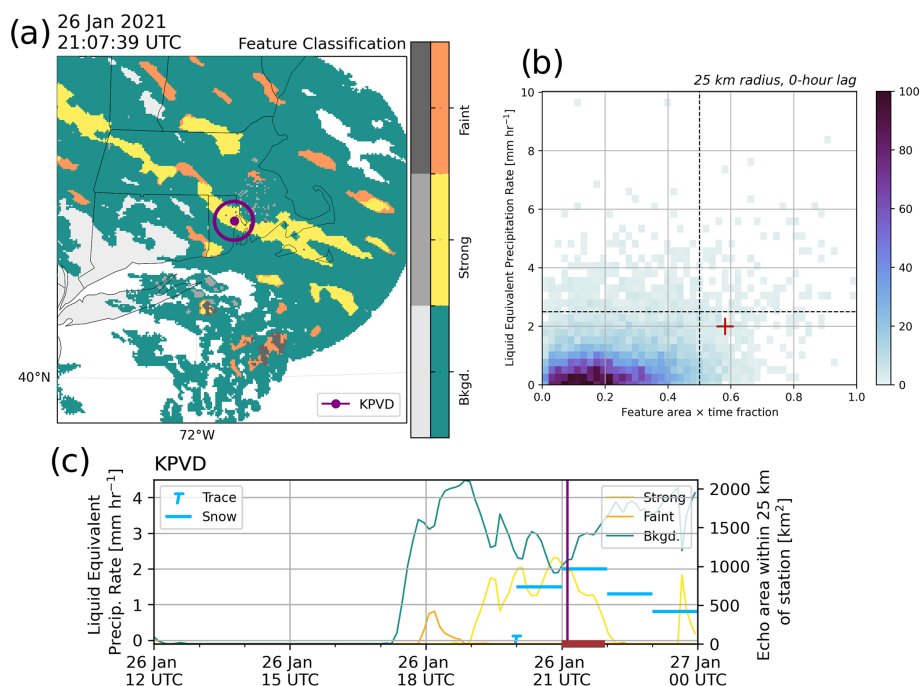 (a)
26 Jan 2021
21:07:39 UTC
Feature Classification
Faint
Strong
Bkgd.
40°N
72°W
KPVD
(b)
25 km radius, 0-hour lag
Liquid Equivalent Precipitation Rate [mm hr⁻¹]
10
8
6
4
2
0
0.0
0.2
0.4
0.6
0.8
1.0
Feature area × time fraction
100
80
60
40
20
0
(c)
KPVD
Liquid Equivalent
Precip. Rate [mm hr⁻¹]
4
3
2
1
0
T Trace
Snow
T
Strong
Faint
Bkgd.
2000
1500
1000
500
0
Echo area within 25 km
of station [km²]
26 Jan
12 UTC
26 Jan
15 UTC
26 Jan
18 UTC
26 Jan
21 UTC
27 Jan
00 UTC